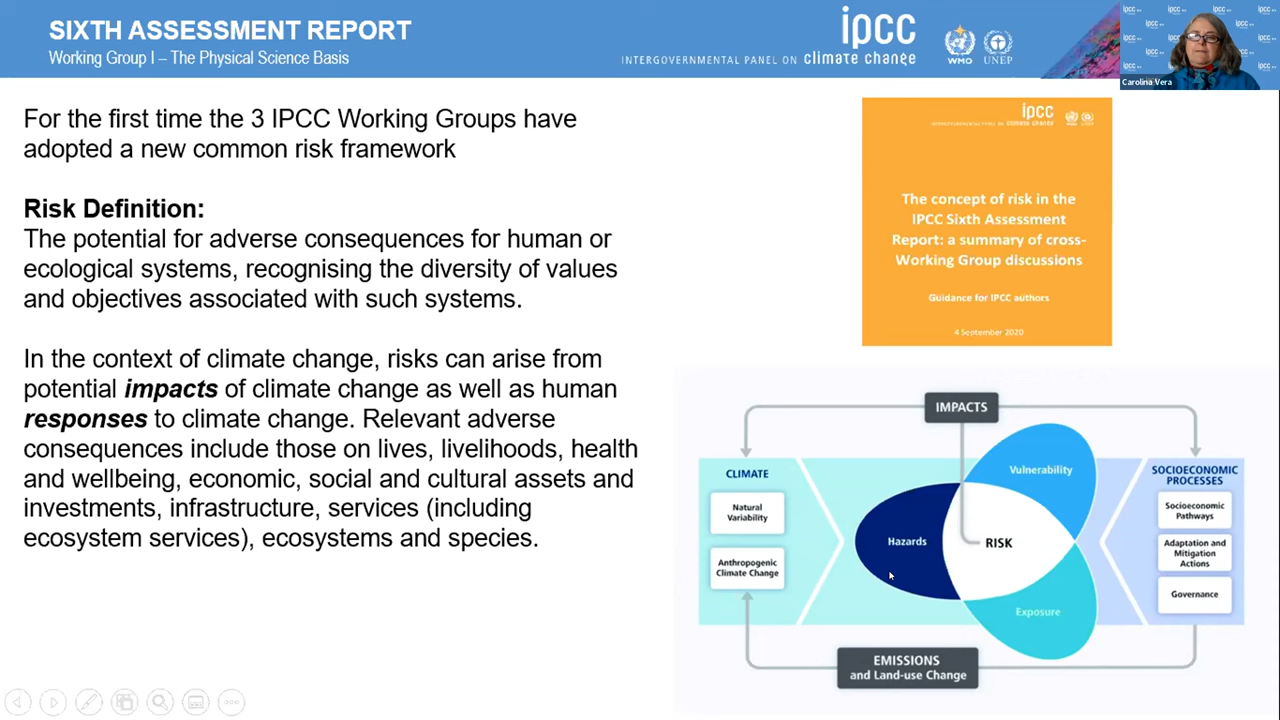 SIXTH ASSESSMENT REPORT
Working Group I – The Physical Science Basis
ipcc
INTERGOVERNMENTAL PANEL ON climate change
WMO
UNEP
Carolina Vera
For the first time the 3 IPCC Working Groups have
adopted a new common risk framework
Risk Definition:
The potential for adverse consequences for human or
ecological systems, recognising the diversity of values
and objectives associated with such systems.
In the context of climate change, risks can arise from
potential impacts of climate change as well as human
responses to climate change. Relevant adverse
consequences include those on lives, livelihoods, health
and wellbeing, economic, social and cultural assets and
investments, infrastructure, services (including
ecosystem services), ecosystems and species.
ipcc
INTERGOVERNMENTAL PANEL ON climate change
The concept of risk in the
IPCC Sixth Assessment
Report: a summary of cross-
Working Group discussions
Guidance for IPCC authors
4 September 2020
IMPACTS
CLIMATE
Natural
Variability
Anthropogenic
Climate Change
Hazards
Vulnerability
RISK
Exposure
SOCIOECONOMIC
PROCESSES
Socioeconomic
Pathways
Adaptation and
Mitigation
Actions
Governance
EMISSIONS
and Land-use Change